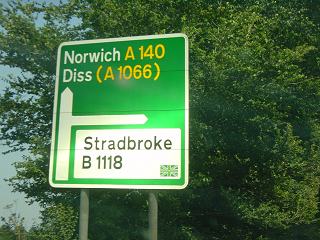 Norwich A 140
Diss (A 1066)
Stradbroke
B 1118